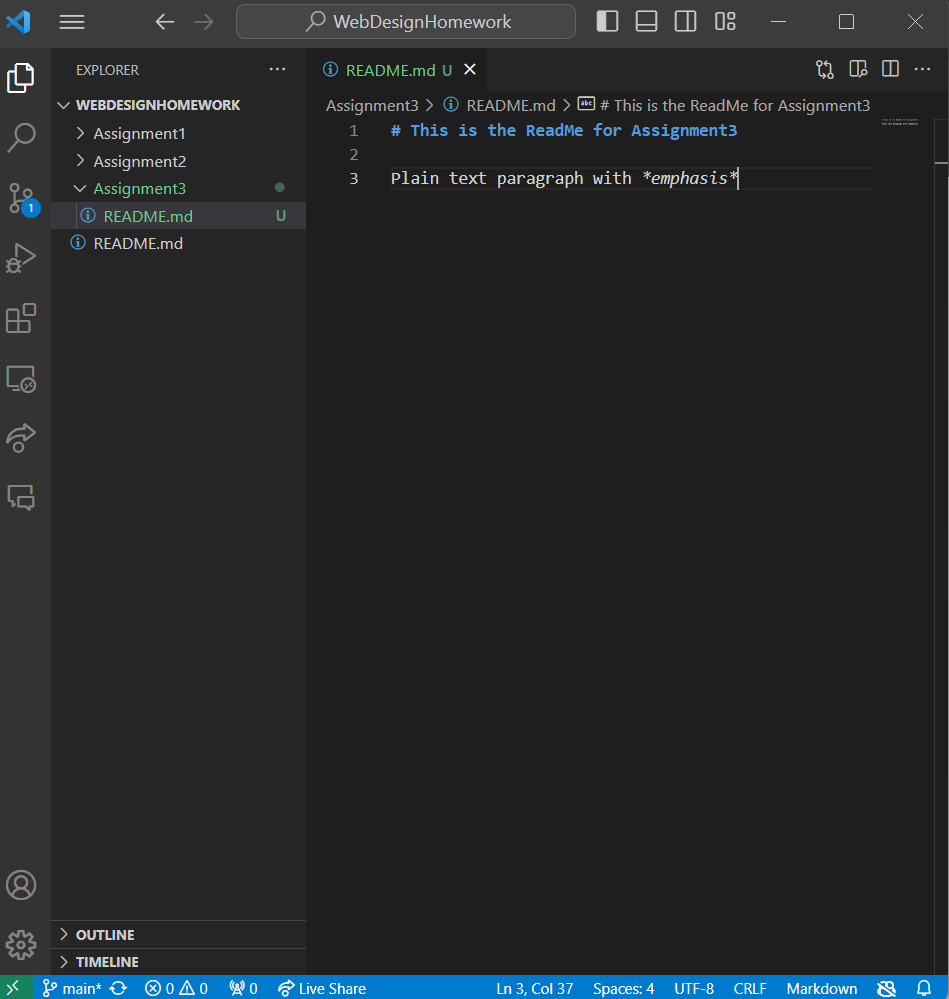 WebDesignHomework
EXPLORER
README.md U
WEBDESIGNHOMEWORK
Assignment1
Assignment2
Assignment3
README.md U
README.md
Assignment3 > README.md > abc # This is the ReadMe for Assignment3
1 # This is the ReadMe for Assignment3
2
3 Plain text paragraph with *emphasis*
1
OUTLINE
TIMELINE
main* 0 0 0 Live Share Ln 3, Col 37 Spaces: 4 UTF-8 CRLF Markdown